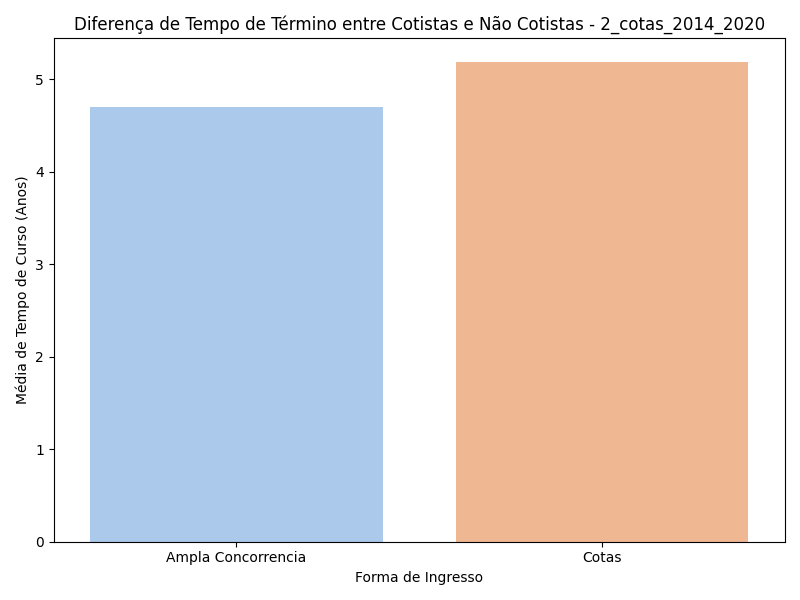 Diferença de Tempo de Término entre Cotistas e Não Cotistas - 2_cotas_2014_2020
Média de Tempo de Curso (Anos)
5
4
3
2
1
0
Ampla Concorrencia
Cotas
Forma de Ingresso